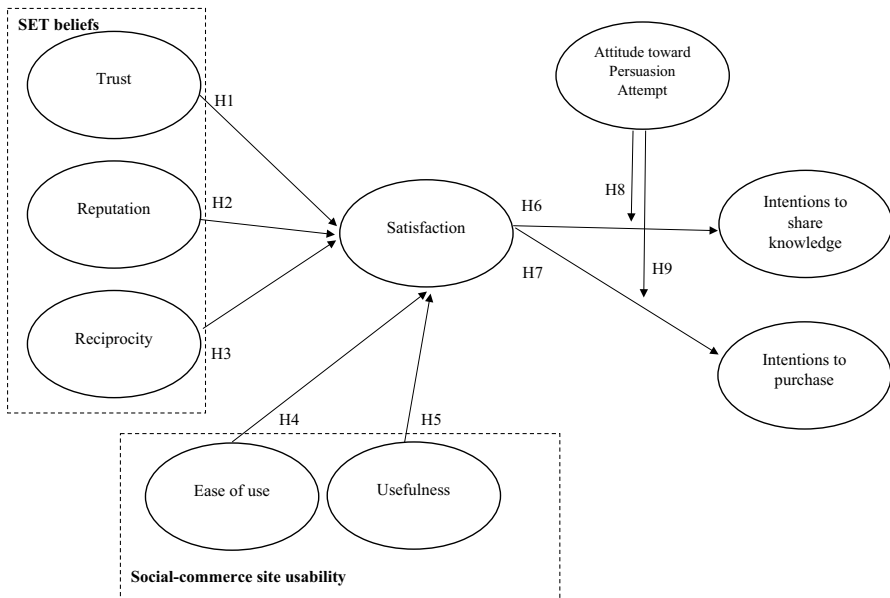 SET beliefs
Trust
H1
Reputation
H2
Reciprocity
H3
Satisfaction
Attitude toward
Persuasion
Attempt
H8
H6
H7
H9
Intentions to
share
knowledge
Intentions to
purchase
H4
H5
Ease of use
Usefulness
Social-commerce site usability